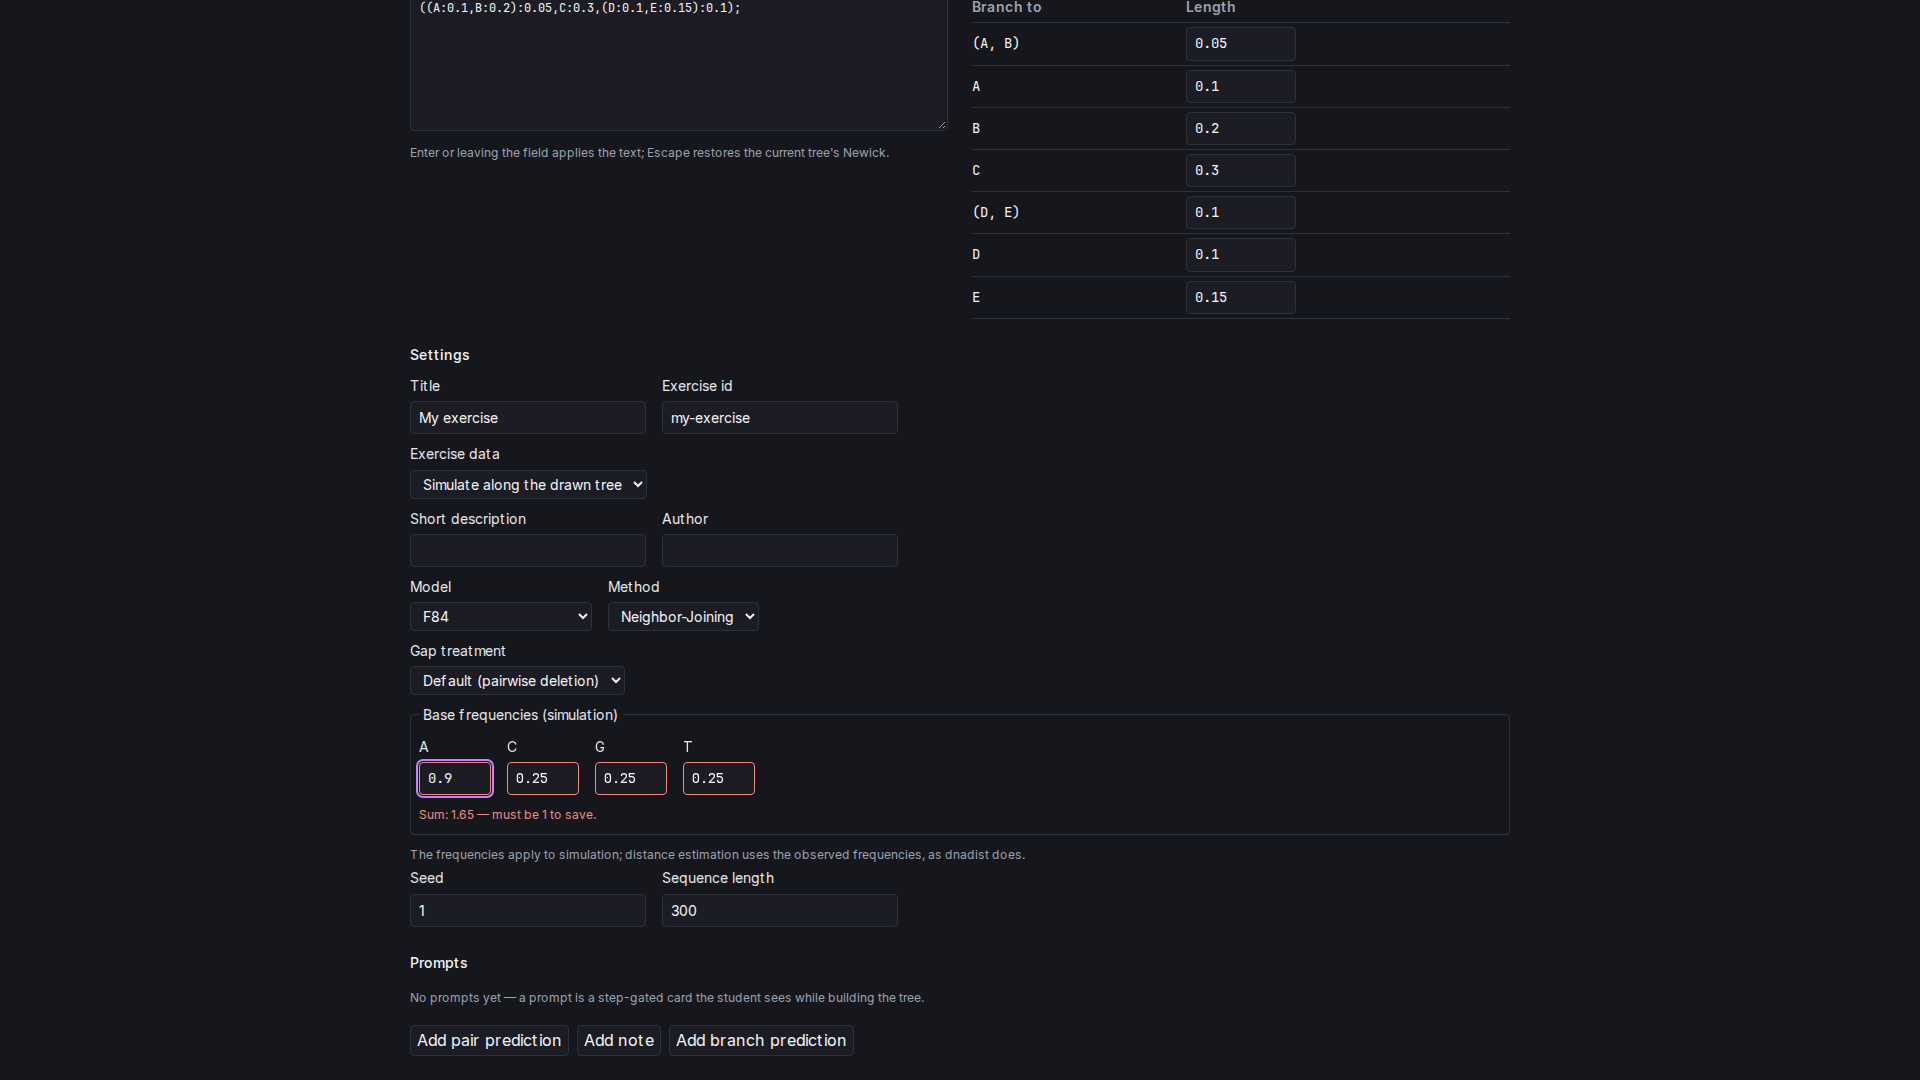 ((A:0.1,B:0.2):0.05,C:0.3,(D:0.1,E:0.15):0.1);
Enter or leaving the field applies the text; Escape restores the current tree's Newick.
Branch to Length
(A, B) 0.05
A 0.1
B 0.2
C 0.3
(D, E) 0.1
D 0.1
E 0.15
Settings
Title Exercise id
My exercise my-exercise
Exercise data
Simulate along the drawn tree
Short description Author
Model Method
F84 Neighbor-Joining
Gap treatment
Default (pairwise deletion)
Base frequencies (simulation)
A C G T
0.9 0.25 0.25 0.25
Sum: 1.65 — must be 1 to save.
The frequencies apply to simulation; distance estimation uses the observed frequencies, as dnadist does.
Seed Sequence length
1 300
Prompts
No prompts yet — a prompt is a step-gated card the student sees while building the tree.
Add pair prediction Add note Add branch prediction